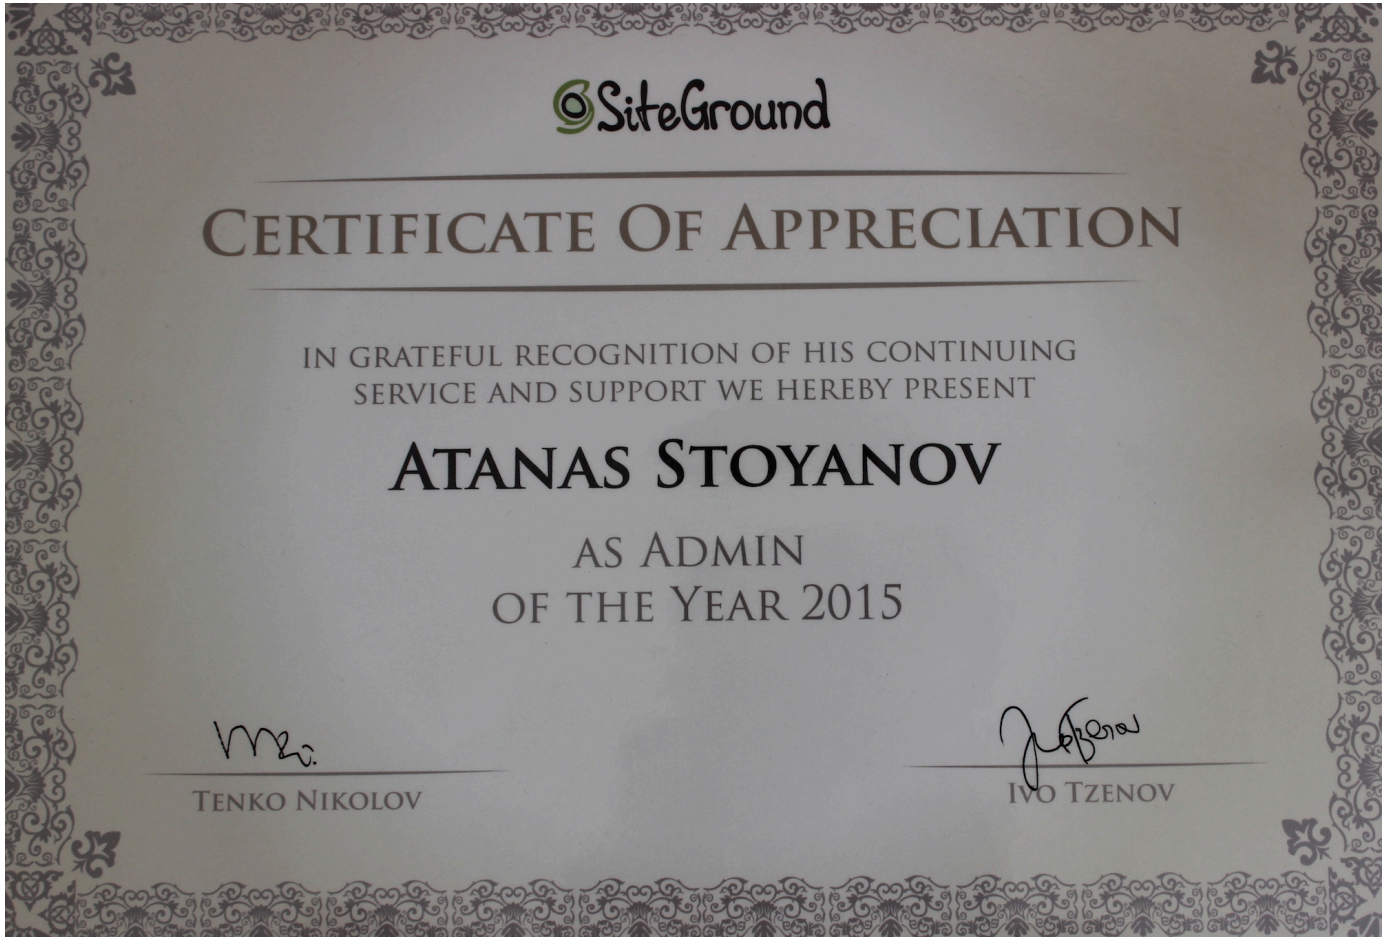 SiteGround
CERTIFICATE OF APPRECIATION
IN GRATEFUL RECOGNITION OF HIS CONTINUING
SERVICE AND SUPPORT WE HEREBY PRESENT
ATANAS STOYANOV
AS ADMIN
OF THE YEAR 2015
TENKO NIKOLOV
IVO TZENOV